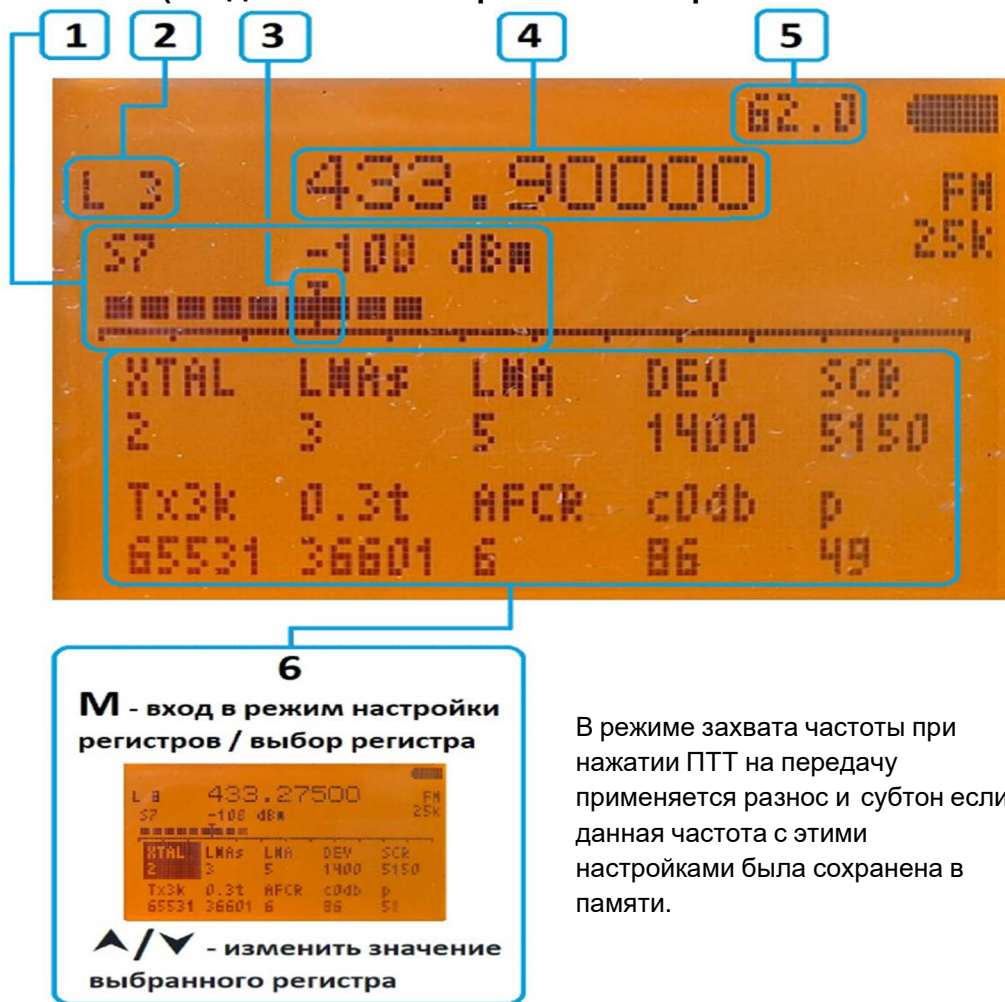 1 2 3 4 5
62.0
L 3 433.90000 FM
S7 -100 dBm 25k
XTAL LNAs LNA DEV SCR
2 3 5 1400 5150
Tx3k 0.3t AFCR c0db p
65531 36601 6 86 49
6
М - вход в режим настройки
регистров / выбор регистра
433.27500 FM
S7 -108 dBm 25k
XTAL LNAs LNA DEV SCR
2 3 5 1400 5150
Tx3k 0.3t AFCR c0db p
65531 36601 6 86
/ - изменить значение
выбранного регистра
В режиме захвата частоты при
нажатии ПТТ на передачу
применяется разнос и субтон если
данная частота с этими
настройками была сохранена в
памяти.